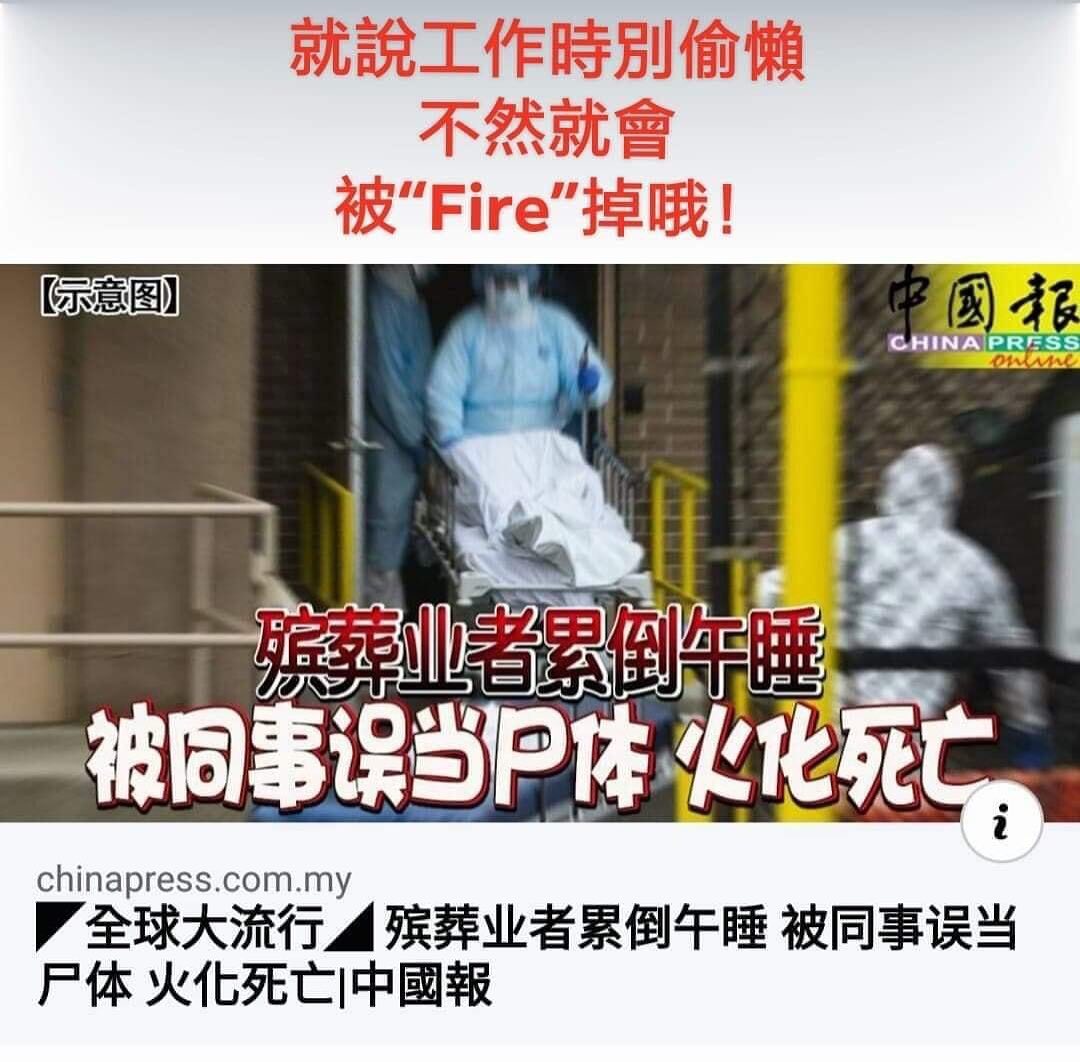 就說工作時別偷懶
不然就會
被“Fire”掉哦！
【示意图】
中國報
CHINA PRESS
online
殡葬业者累倒午睡
被同事误当尸体 火化死亡
i
chinapress.com.my
◤全球大流行◢ 殡葬业者累倒午睡 被同事误当
尸体 火化死亡|中國報